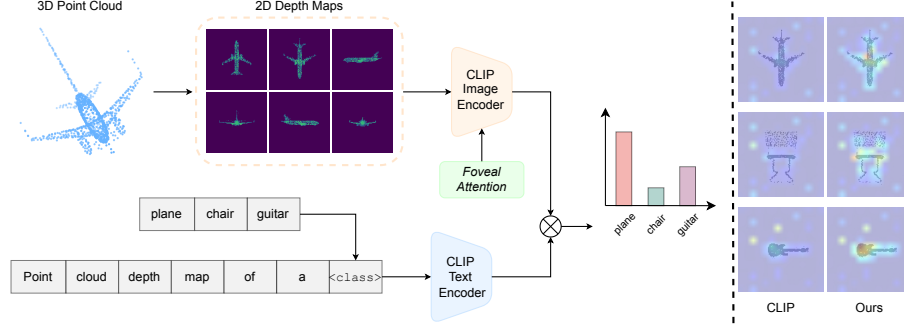 3D Point Cloud
2D Depth Maps
CLIP
Image
Encoder
Foveal
Attention
plane chair guitar
Point cloud depth map of a <class>
CLIP
Text
Encoder
plane
chair
guitar
CLIP
Ours